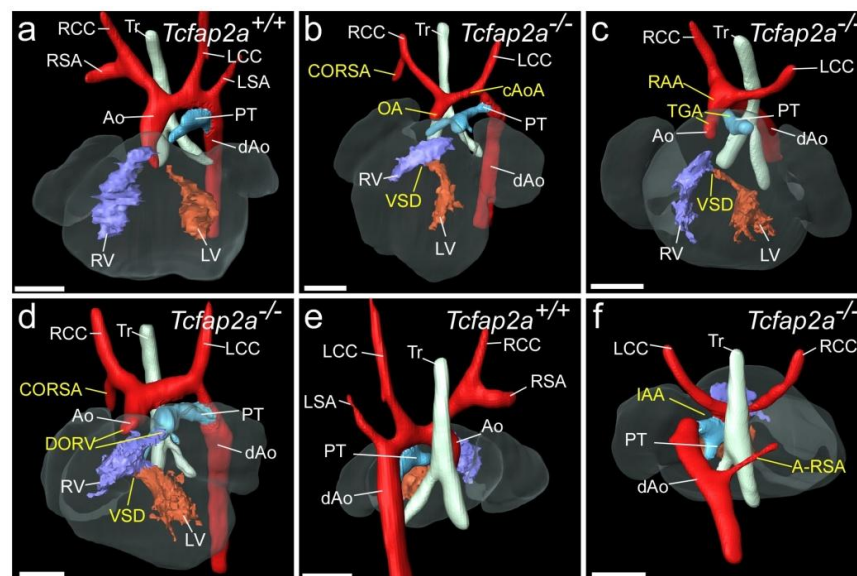 a Tcfap2a+/+
RCC Tr LCC
RSA LSA
Ao PT
dAo
RV LV
b Tcfap2a-/-
RCC Tr LCC
CORSA cAoA
OA PT
RV VSD dAo
LV
c Tcfap2a-/-
RCC LCC
RAA
TGA PT
Ao dAo
VSD
RV LV
d Tcfap2a-/-
RCC Tr LCC
CORSA
Ao PT
DORV
RV dAo
VSD LV
e Tcfap2a+/+
LCC Tr RCC
LSA RSA
PT Ao
dAo
f Tcfap2a-/-
LCC Tr RCC
IAA
PT
dAo A-RSA